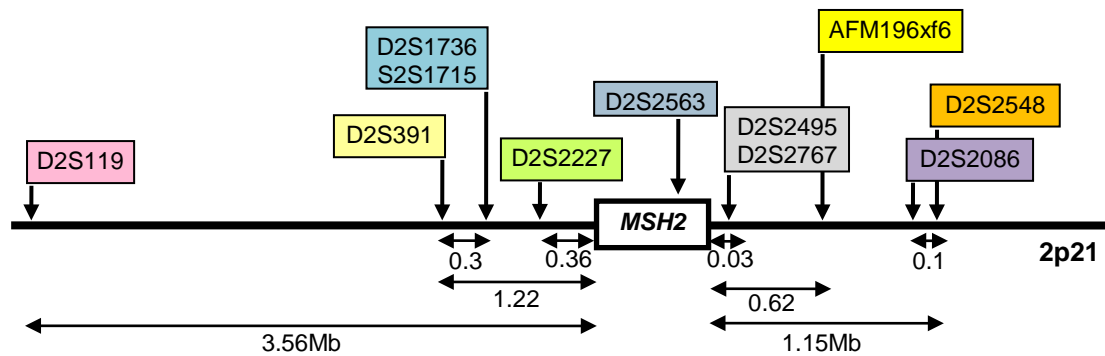 AFM196xf6
D2S1736
S2S1715
D2S2563
D2S2548
D2S391
D2S2495
D2S2767
D2S119
D2S2227
D2S2086
MSH2
2p21
0.3
0.36
0.03
0.1
1.22
0.62
3.56Mb
1.15Mb